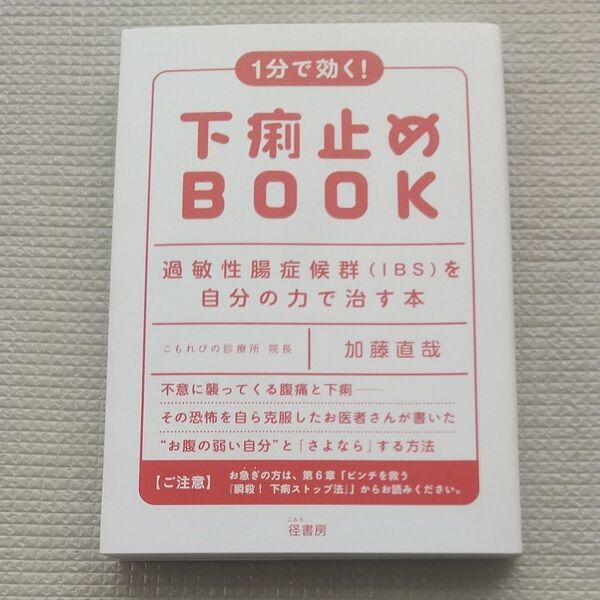 1分で効く!
下痢止め
BOOK
過敏性腸症候群(IBS)を
自分の力で治す本
こもれびの診療所 院長
加藤直哉
不意に襲ってくる腹痛と下痢——
その恐怖を自ら克服したお医者さんが書いた
“お腹の弱い自分”と「さよなら」する方法
【ご注意】
お急ぎの方は、第6章「ピンチを救う
『瞬殺! 下痢ストップ法』」からお読みください。
こみち
径書房